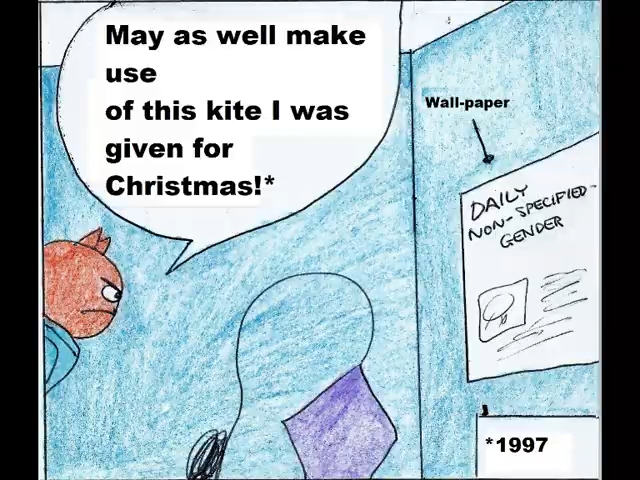 May as well make
use
of this kite I was
given for
Christmas!*
Wall-paper
DAILY
NON-SPECIFIED-
GENDER
*1997